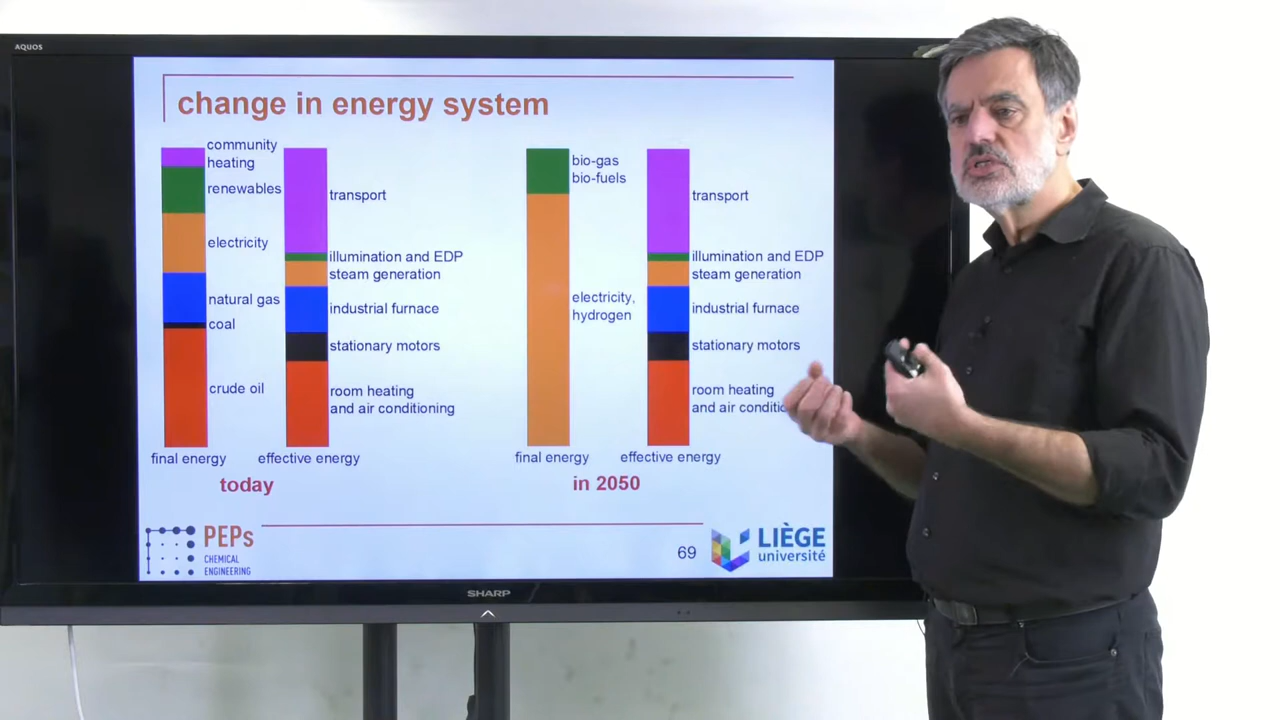 AQUOS
change in energy system
community
heating
renewables
electricity
natural gas
coal
crude oil
final energy
transport
illumination and EDP
steam generation
industrial furnace
stationary motors
room heating
and air conditioning
effective energy
today
bio-gas
bio-fuels
electricity,
hydrogen
final energy
transport
illumination and EDP
steam generation
industrial furnace
stationary motors
room heating
and air conditio
effective energy
in 2050
PEPs
CHEMICAL
ENGINEERING
69
LIÈGE
université
SHARP